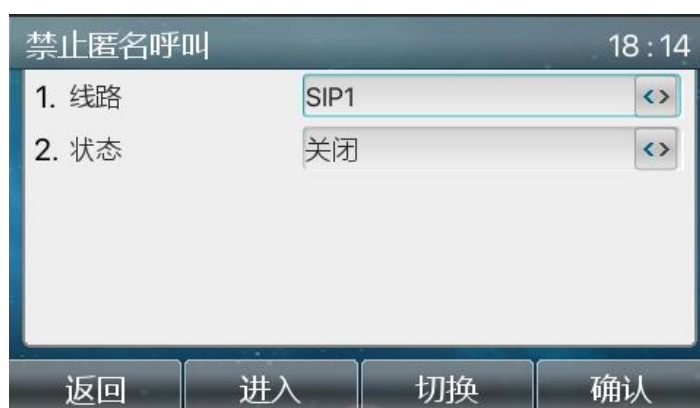 禁止匿名呼叫 18:14
1. 线路 SIP1 <>
2. 状态 关闭 <>
返回 进入 切换 确认